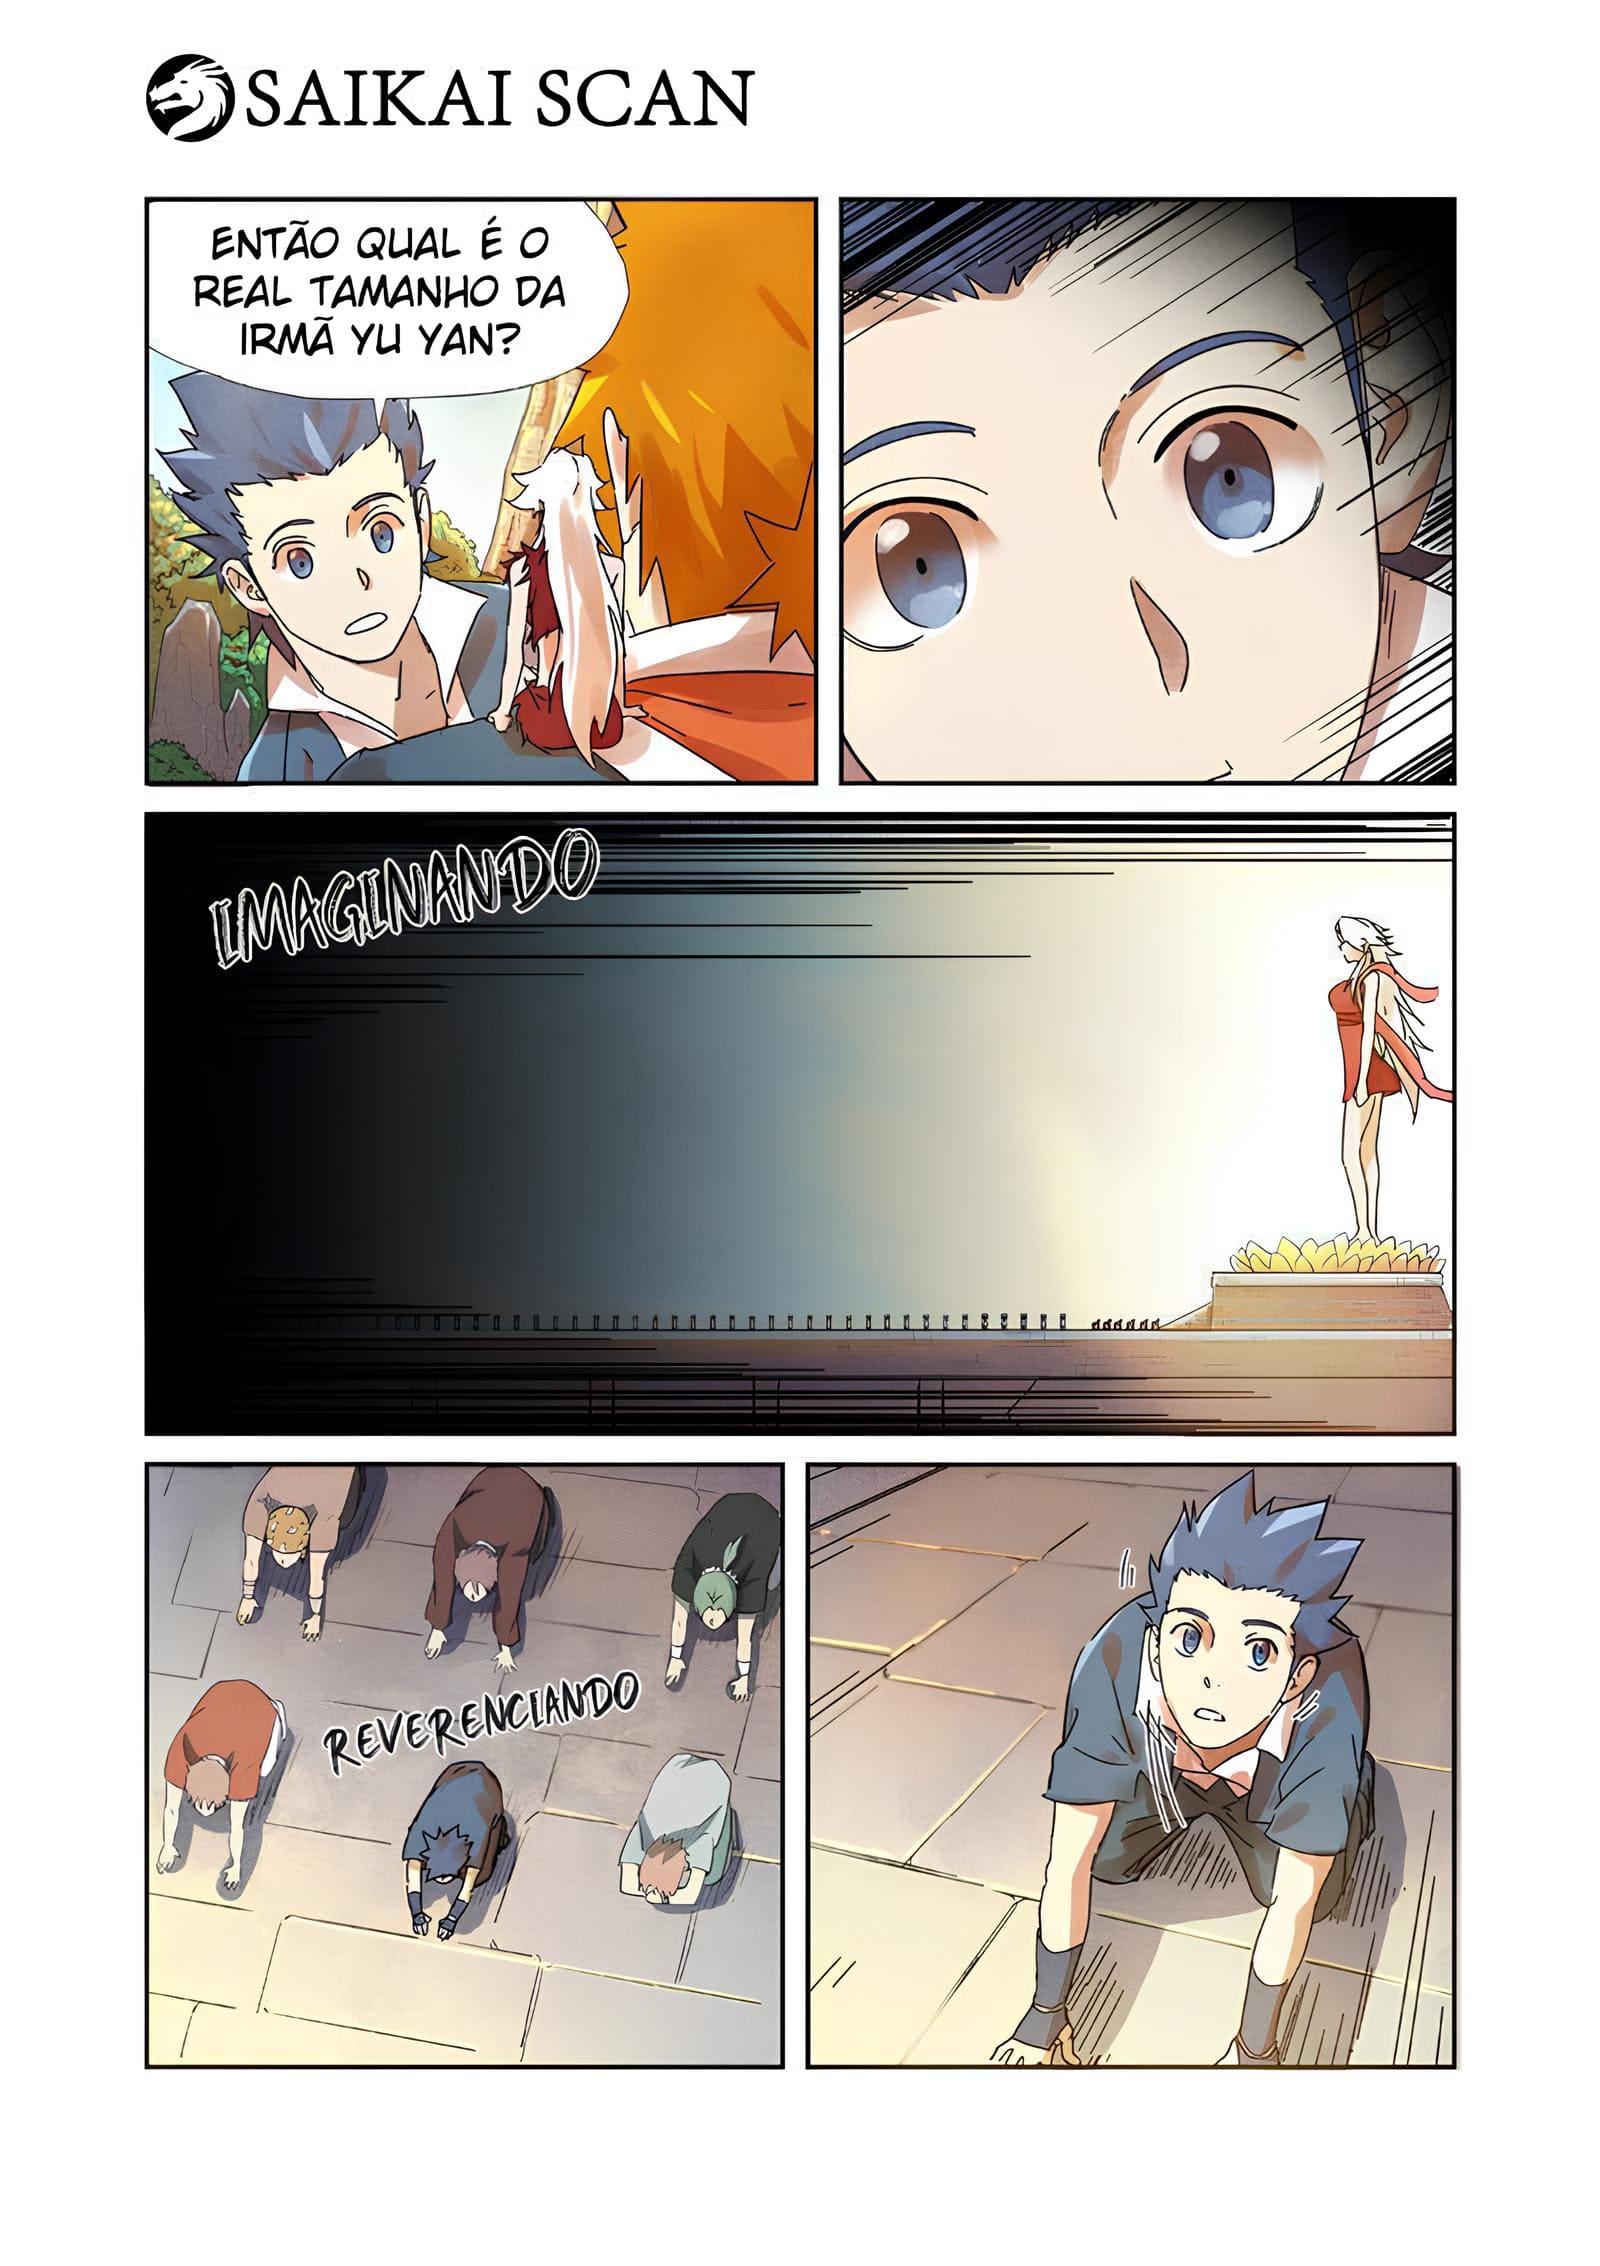 SAIKAI SCAN
ENTÃO QUAL É O
REAL TAMANHO DA
IRMÃ YU YAN?
IMAGINANDO
REVERENCIANDO